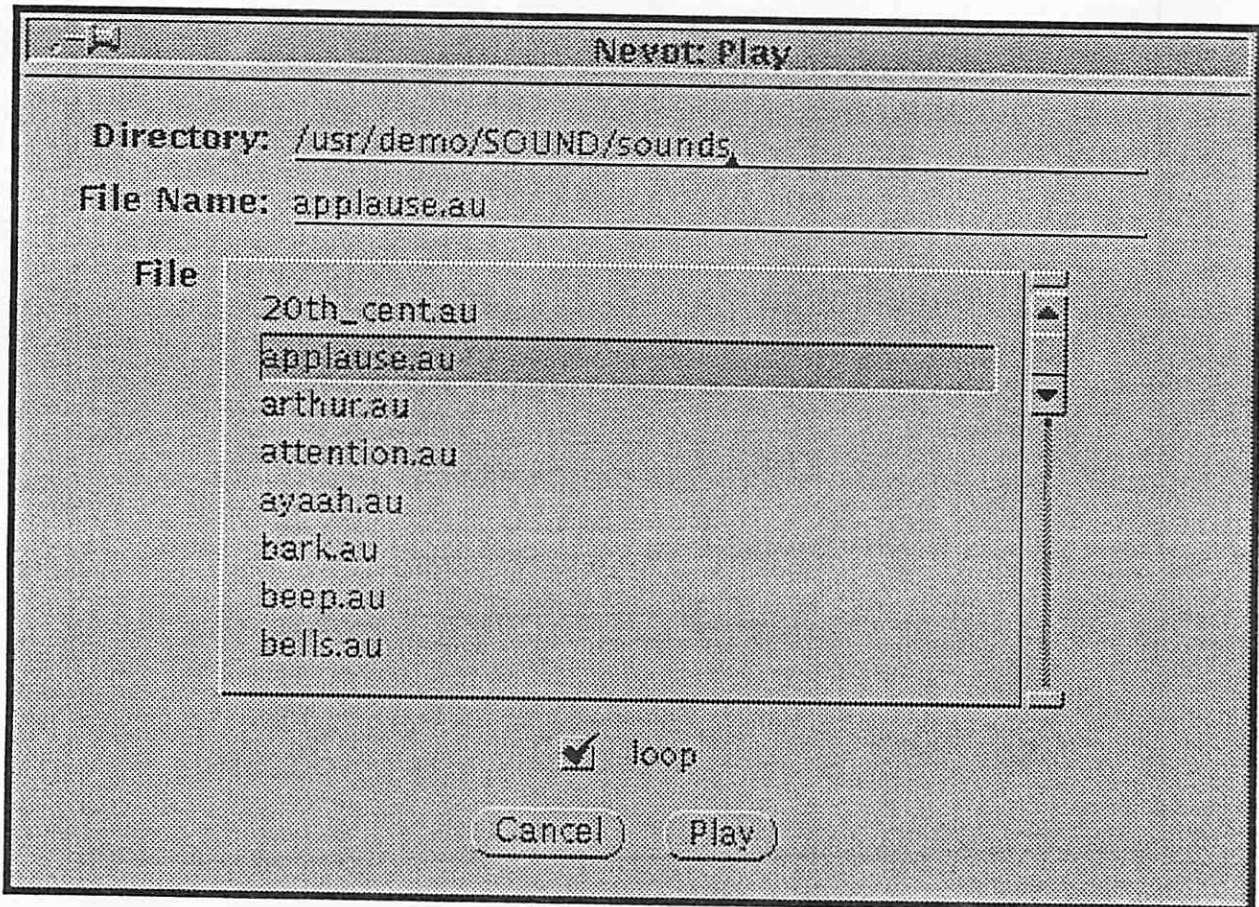 Nevot: Play
Directory: /usr/demo/SOUND/sounds
File Name: applause.au
File
20th_cent.au
applause.au
arthur.au
attention.au
ayaah.au
bark.au
beep.au
bells.au
loop
Cancel
Play